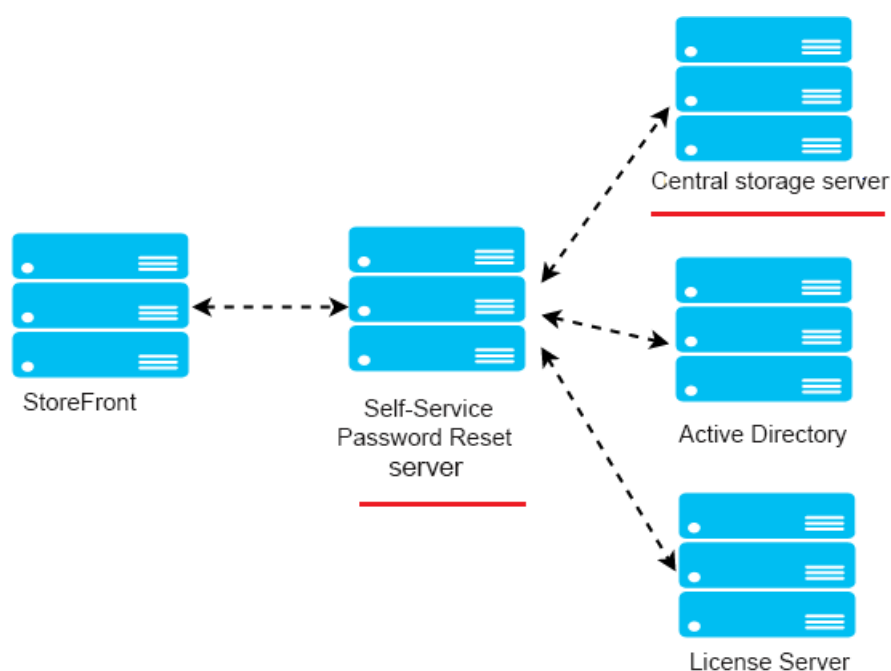 Central storage server
StoreFront
Self-Service
Password Reset
server
Active Directory
License Server